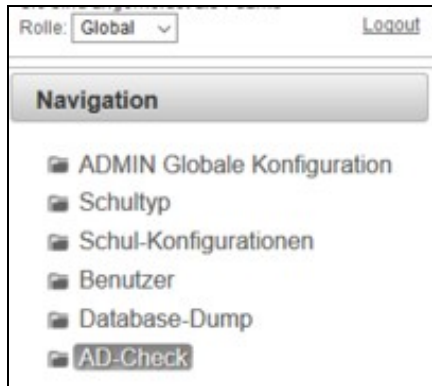 Rolle: Global
Logout
Navigation
ADMIN Globale Konfiguration
Schultyp
Schul-Konfigurationen
Benutzer
Database-Dump
AD-Check